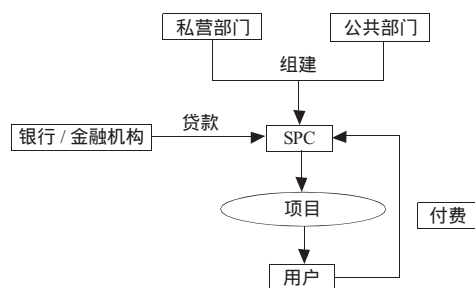 私营部门
公共部门
组建
贷款
银行 / 金融机构
SPC
项目
付费
用户